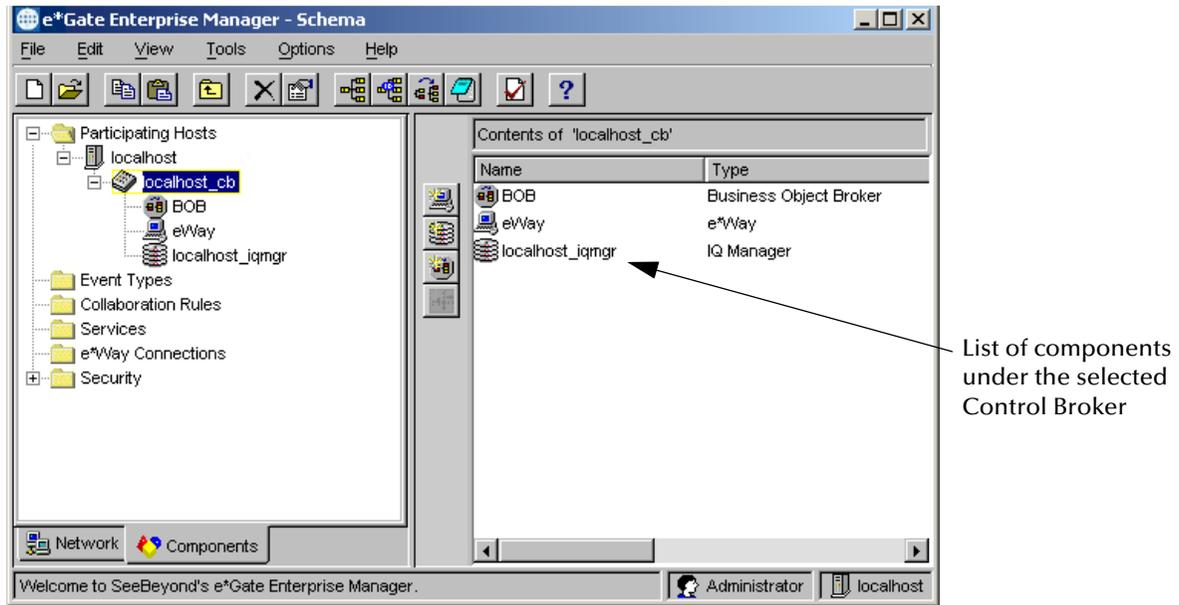 e*Gate Enterprise Manager - Schema
File Edit View Tools Options Help
Participating Hosts
localhost
localhost_cb
BOB
eWay
localhost_iqmgr
Event Types
Collaboration Rules
Services
e*Way Connections
Security
Network
Components
Contents of 'localhost_cb'
Name Type
BOB Business Object Broker
eWay e*Way
localhost_iqmgr IQ Manager
List of components
under the selected
Control Broker
Welcome to SeeBeyond's e*Gate Enterprise Manager.
Administrator
localhost